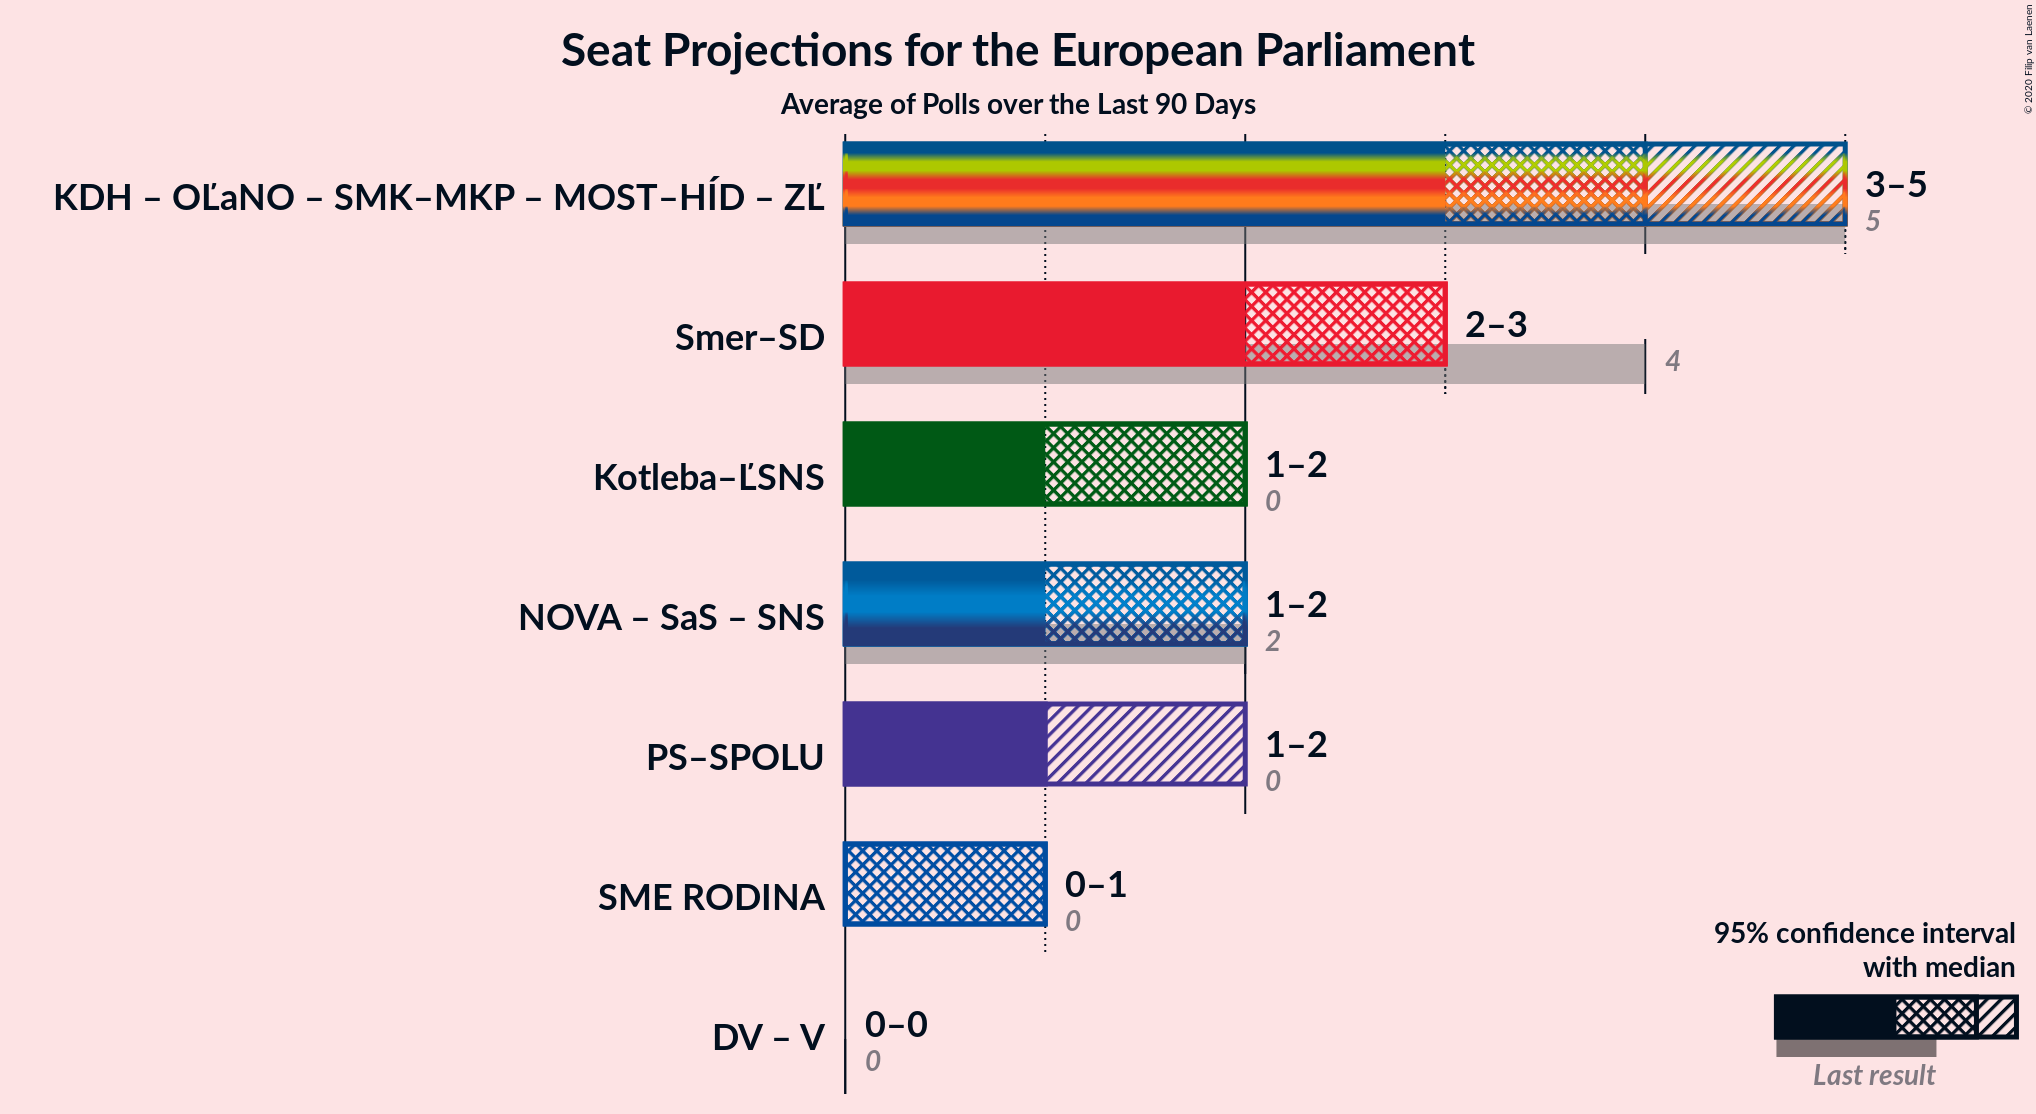 Seat Projections for the European Parliament
Average of Polls over the Last 90 Days
© 2020 Filip van Laenen
KDH – OĽaNO – SMK–MKP – MOST–HÍD – ZĽ
3–5
5
Smer–SD
2–3
4
Kotleba–ĽSNS
1–2
0
NOVA – SaS – SNS
1–2
2
PS–SPOLU
1–2
0
SME RODINA
0–1
0
DV – V
0–0
0
95% confidence interval
with median
Last result